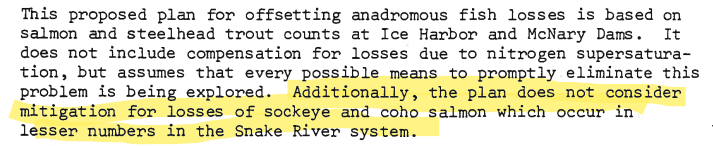 This proposed plan for offsetting anadromous fish losses is based on
salmon and steelhead trout counts at Ice Harbor and McNary Dams.  It
does not include compensation for losses due to nitrogen supersatura-
tion, but assumes that every possible means to promptly eliminate this
problem is being explored.  Additionally, the plan does not consider
mitigation for losses of sockeye and coho salmon which occur in
lesser numbers in the Snake River system.